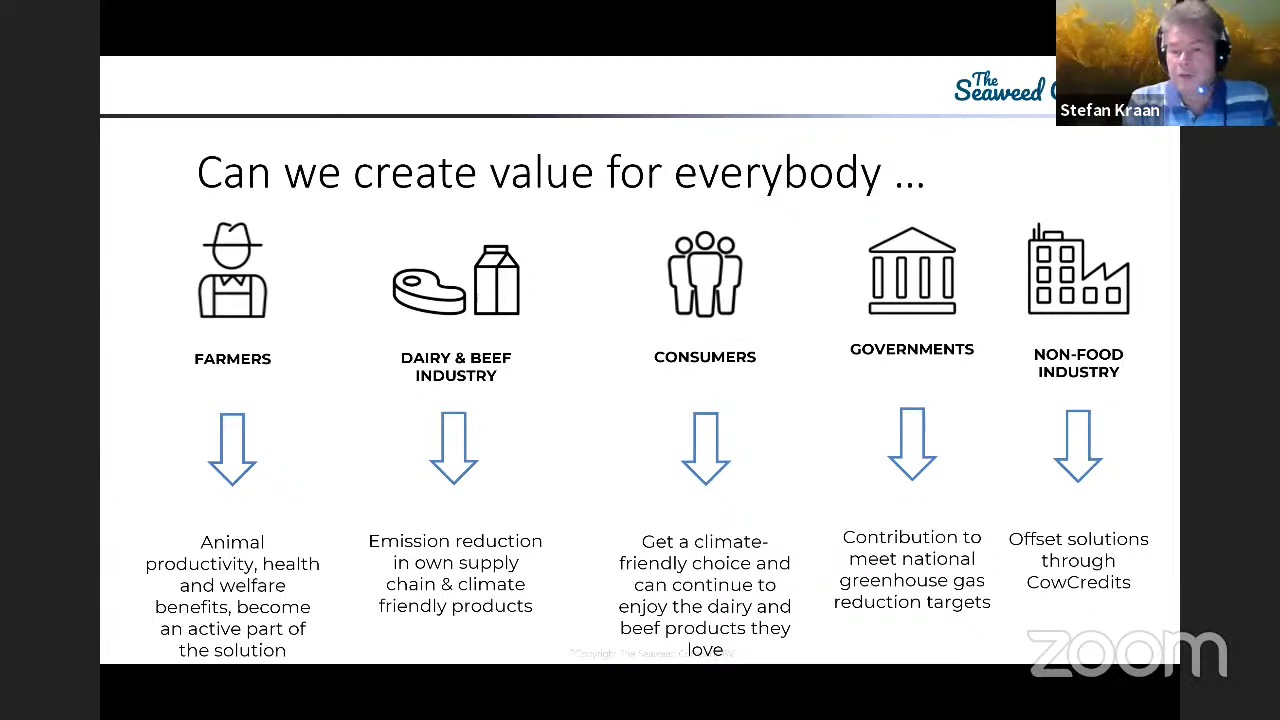 The
Seaweed
Stefan Kraan
Can we create value for everybody ...
FARMERS
DAIRY & BEEF
INDUSTRY
CONSUMERS
GOVERNMENTS
NON-FOOD
INDUSTRY
Animal
productivity, health
and welfare
benefits, become
an active part of
the solution
Emission reduction
in own supply
chain & climate
friendly products
Get a climate-
friendly choice and
can continue to
enjoy the dairy and
beef products they
love
Contribution to
meet national
greenhouse gas
reduction targets
Offset solutions
through
CowCredits
©Copyright The Seaweed
zoom